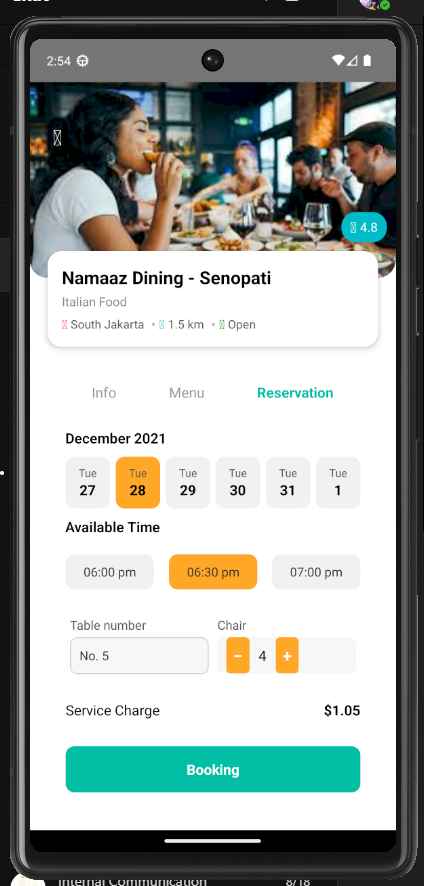 2:54
4.8
Namaaz Dining - Senopati
Italian Food
South Jakarta • 1.5 km • Open
Info Menu Reservation
December 2021
Tue Tue Tue Tue Tue Tue
27 28 29 30 31 1
Available Time
06:00 pm 06:30 pm 07:00 pm
Table number Chair
No. 5 − 4 +
Service Charge $1.05
Booking
Internal Communication 8/18